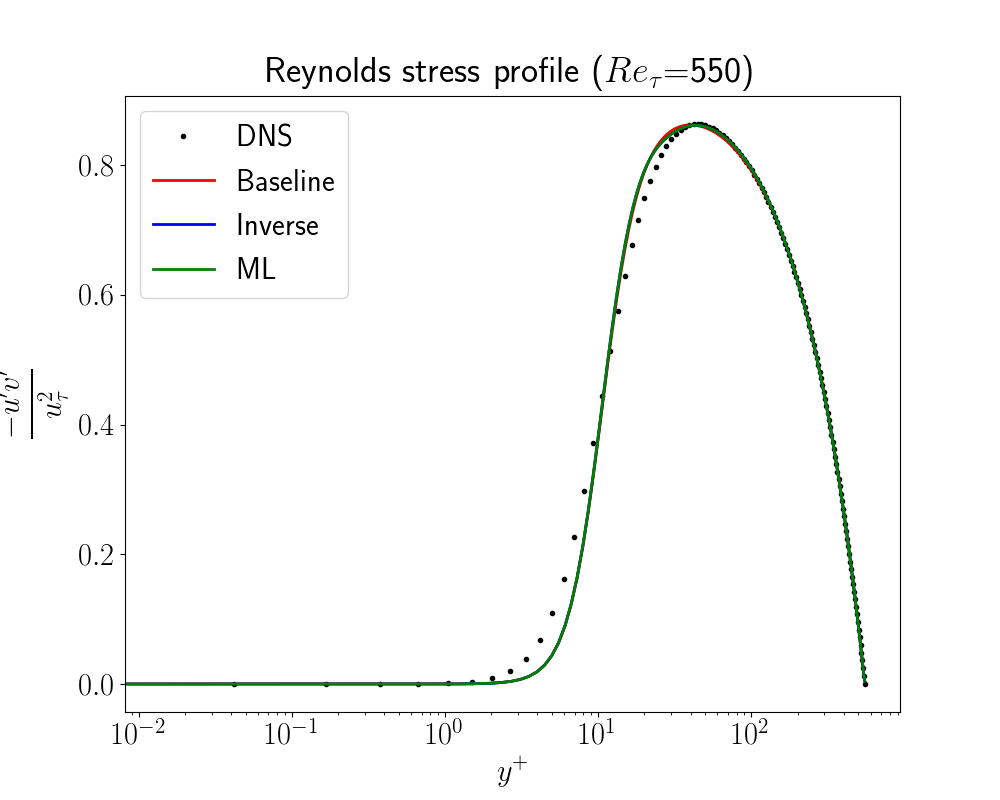 Reynolds stress profile ($Re_{\tau}$=550)
DNS
Baseline
Inverse
ML
$\frac{-u'v'}{u_{\tau}^{2}}$
0.8
0.6
0.4
0.2
0.0
$10^{-2}$ $10^{-1}$ $10^{0}$ $10^{1}$ $10^{2}$
$y^{+}$